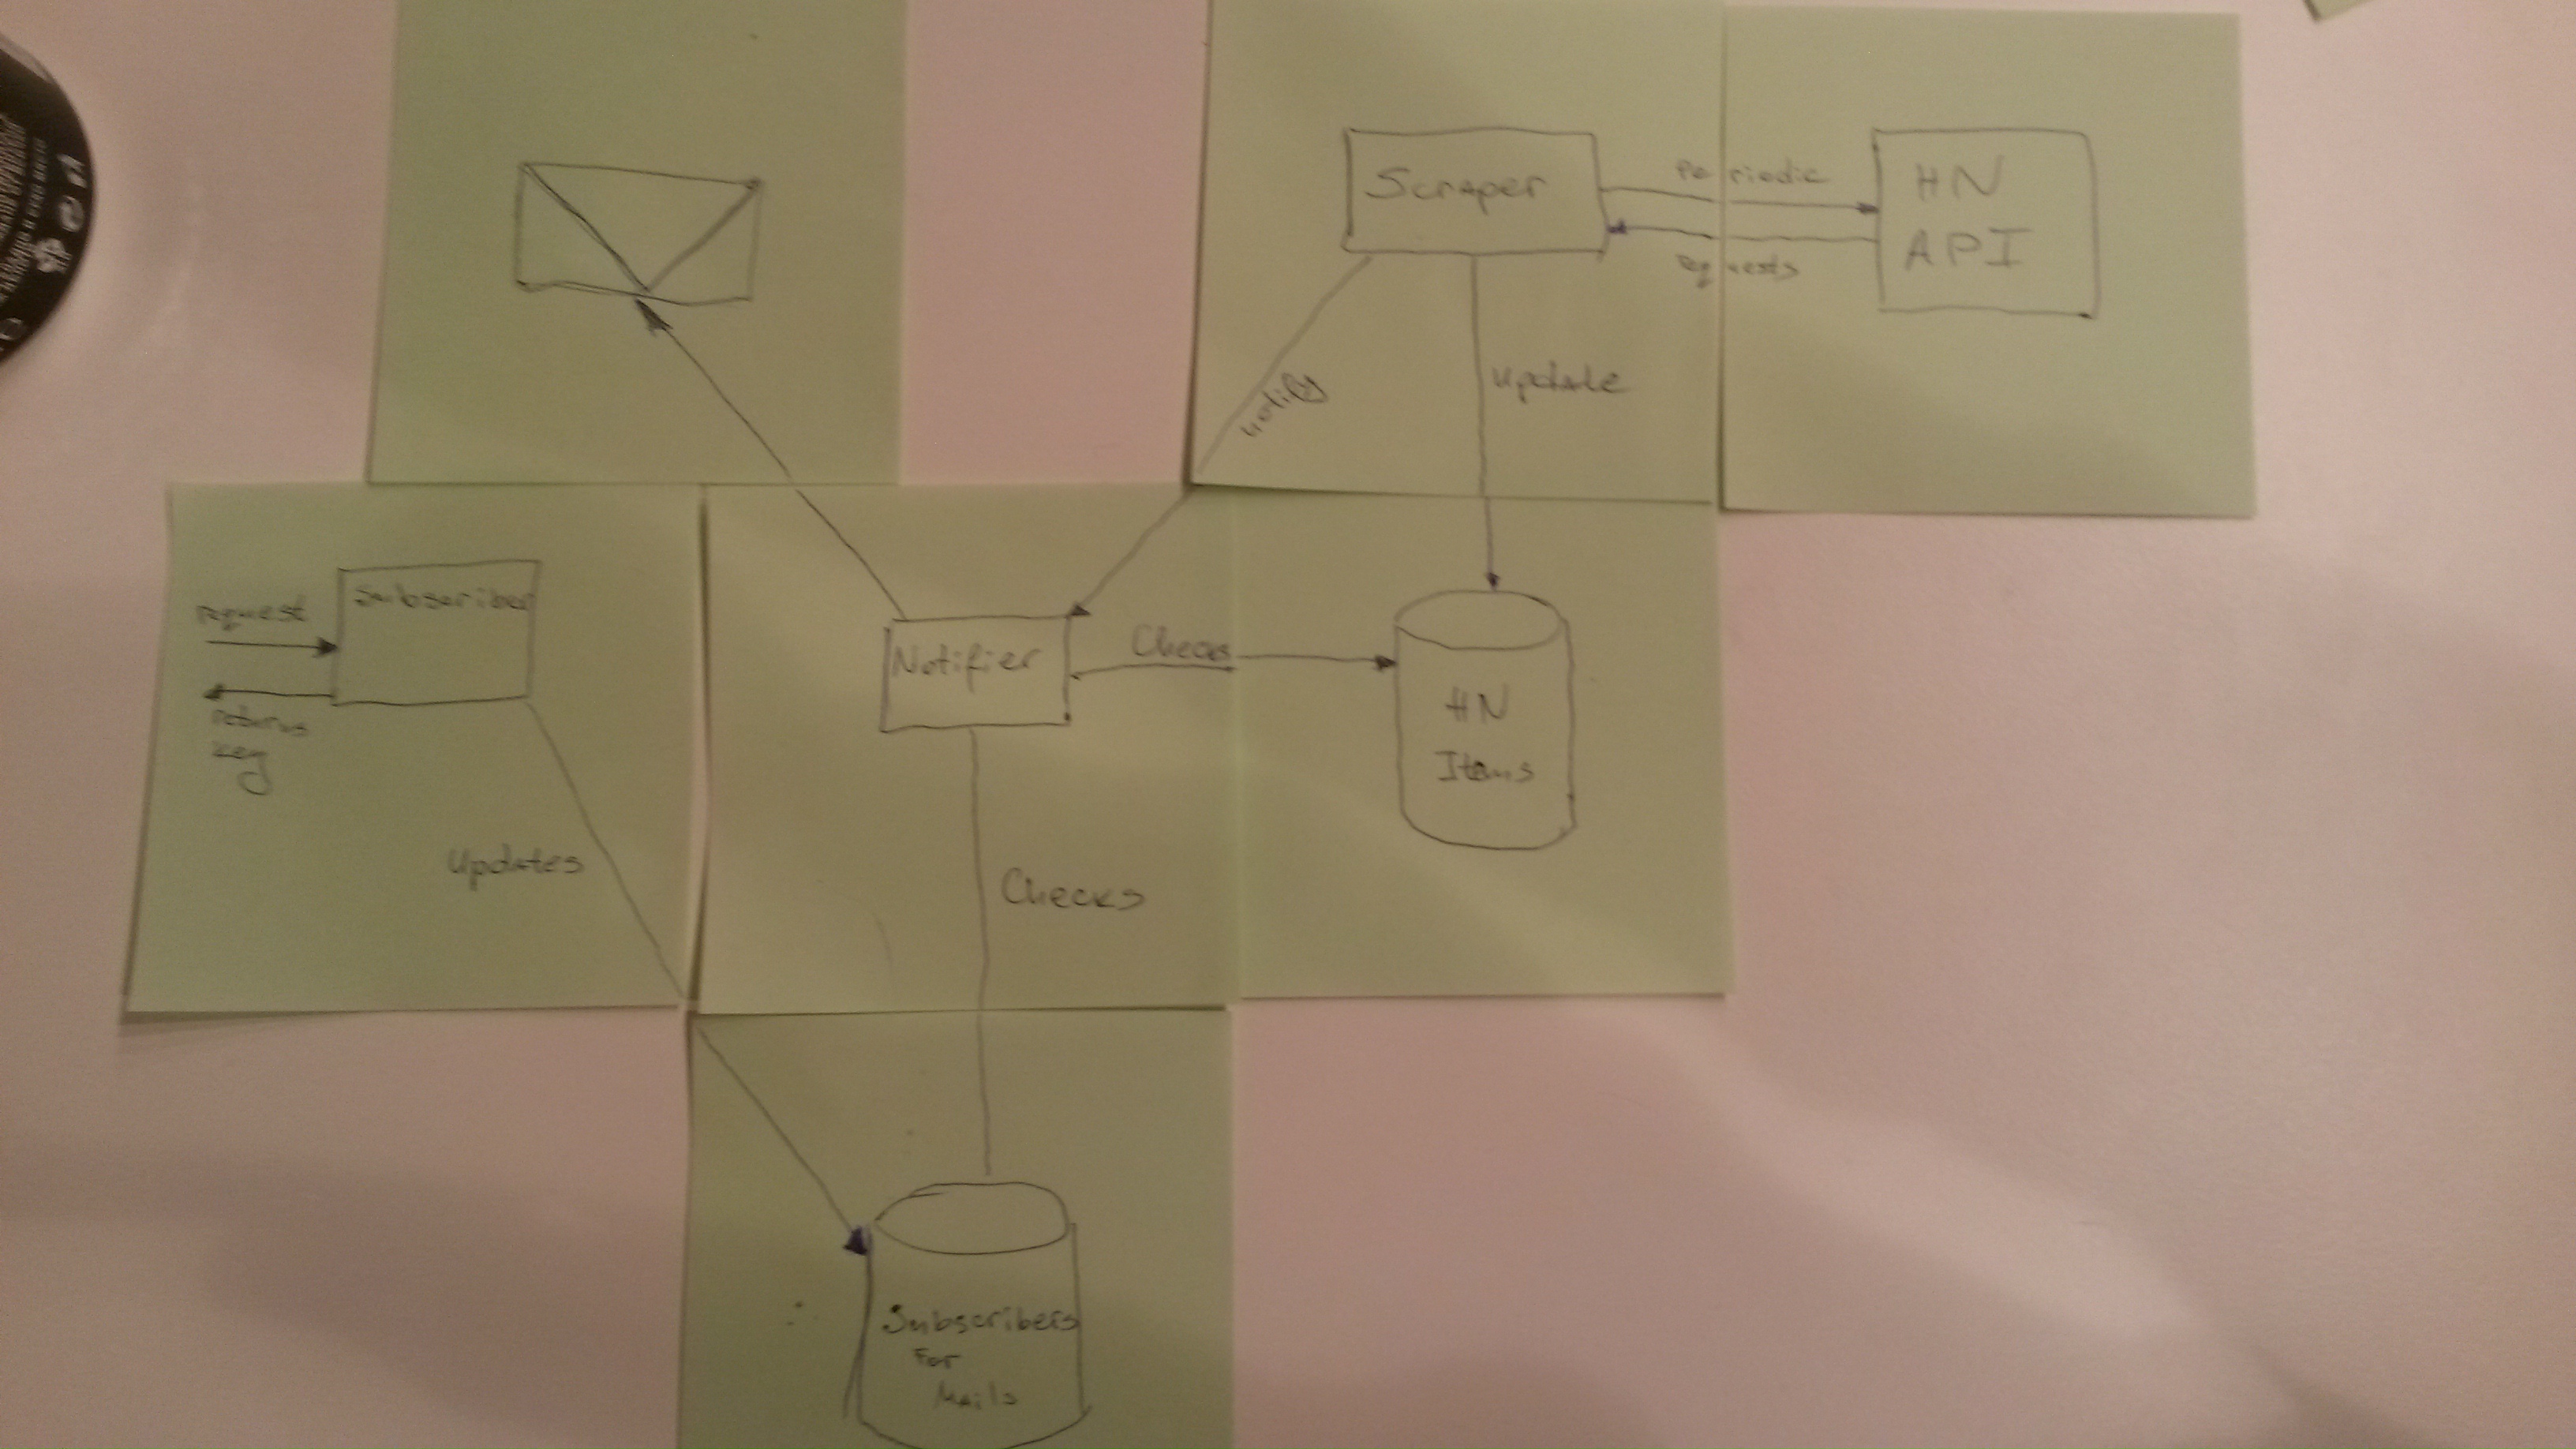 Scraper
Periodic
requests
HN
API
notify
update
request
Subscriber
returns
key
Updates
Notifier
Checks
HN
Items
Checks
Subscribers
For
Mails